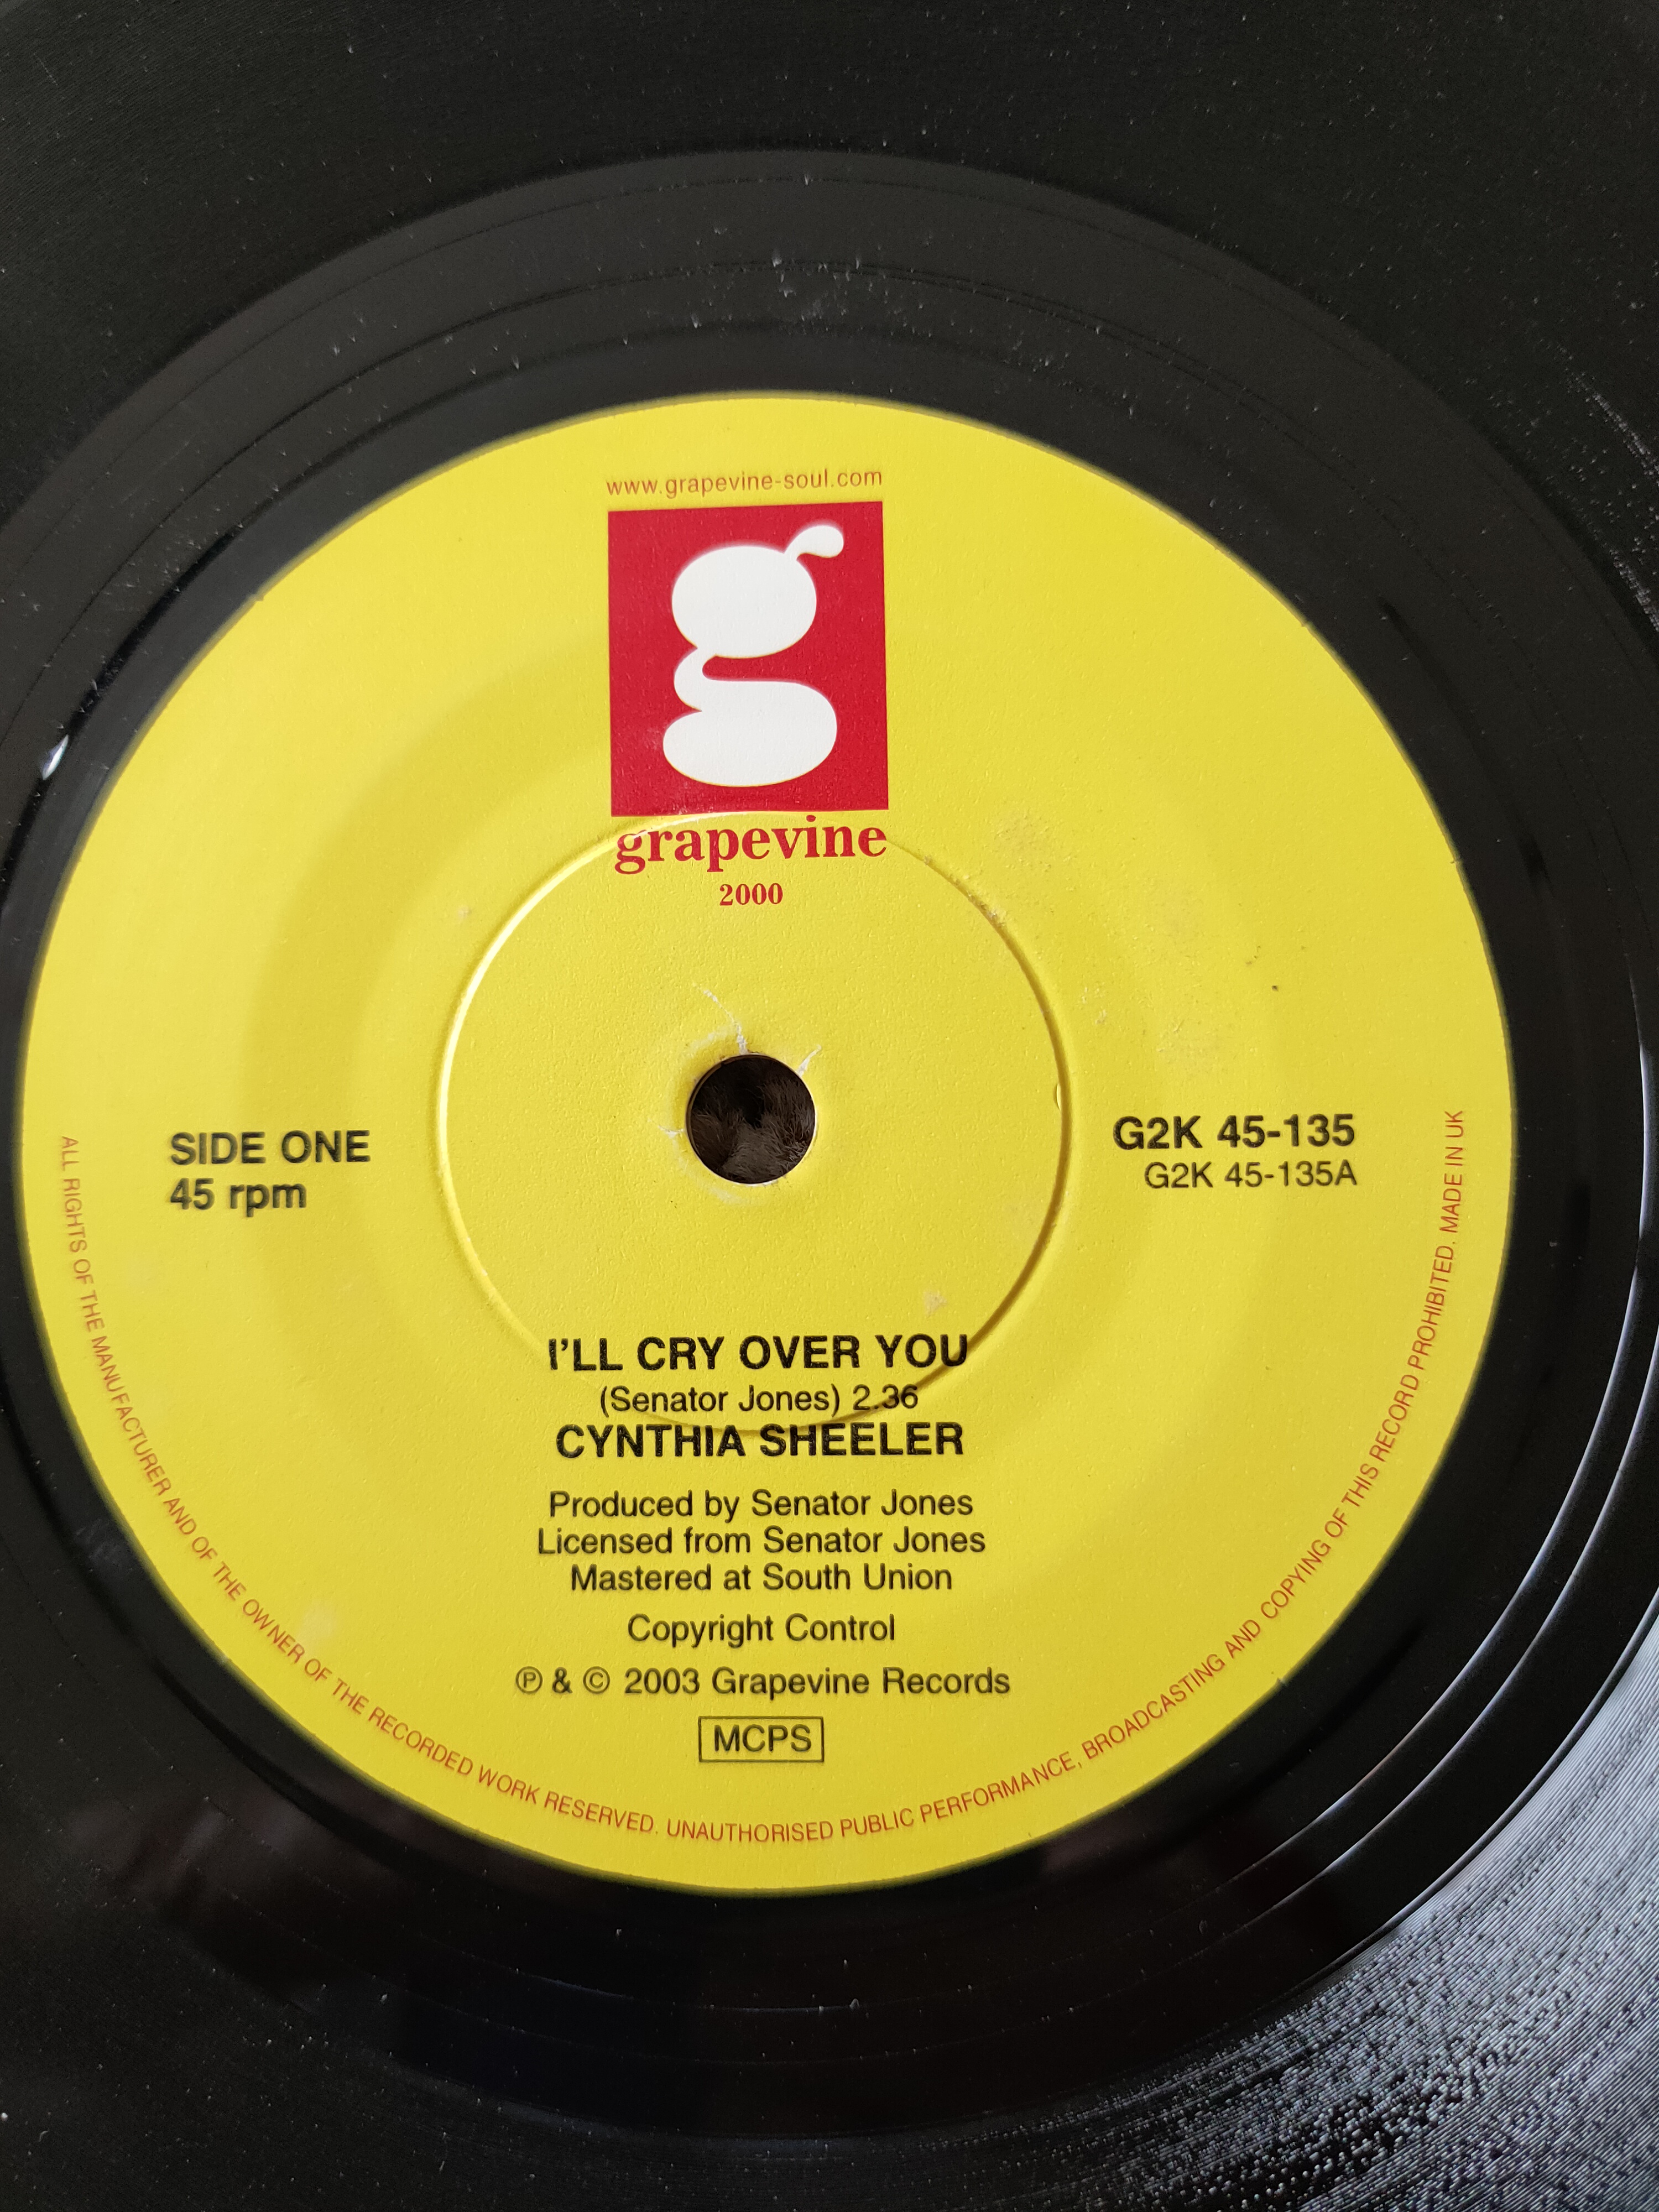 www.grapevine-soul.com
g
grapevine
2000
SIDE ONE
45 rpm
G2K 45-135
G2K 45-135A
I'LL CRY OVER YOU
(Senator Jones) 2.36
CYNTHIA SHEELER
Produced by Senator Jones
Licensed from Senator Jones
Mastered at South Union
Copyright Control
℗ & © 2003 Grapevine Records
MCPS
ALL RIGHTS OF THE MANUFACTURER AND OF THE OWNER OF THE RECORDED WORK RESERVED. UNAUTHORISED PUBLIC PERFORMANCE, BROADCASTING AND COPYING OF THIS RECORD PROHIBITED. MADE IN UK